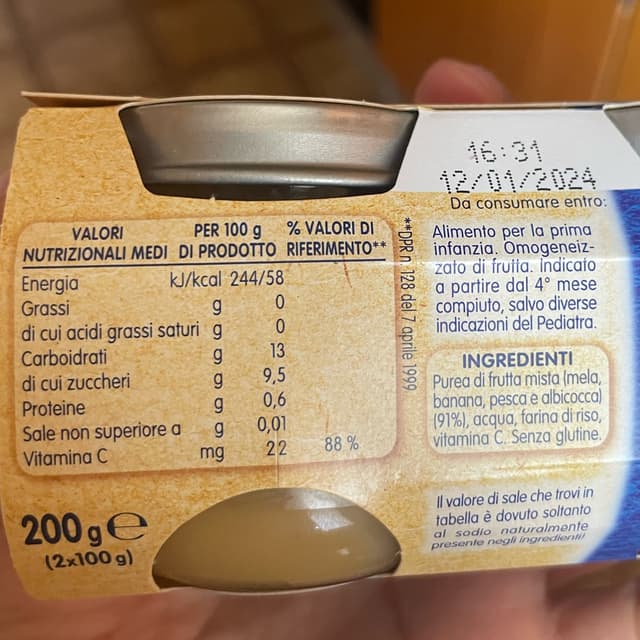 16:31
12/01/2024
Da consumare entro:
VALORI NUTRIZIONALI MEDI PER 100 g DI PRODOTTO % VALORI DI RIFERIMENTO**
Energia kJ/kcal 244/58
Grassi g 0
di cui acidi grassi saturi g 0
Carboidrati g 13
di cui zuccheri g 9,5
Proteine g 0,6
Sale non superiore a g 0,01
Vitamina C mg 22 88 %
**DPR n. 128 del 7 aprile 1999
200 g e
(2x100 g)
Alimento per la prima
infanzia. Omogeneiz-
zato di frutta. Indicato
a partire dal 4° mese
compiuto, salvo diverse
indicazioni del Pediatra.
INGREDIENTI
Purea di frutta mista (mela,
banana, pesca e albicocca)
(91%), acqua, farina di riso,
vitamina C. Senza glutine.
Il valore di sale che trovi in
tabella è dovuto soltanto
al sodio naturalmente
presente negli ingredienti!